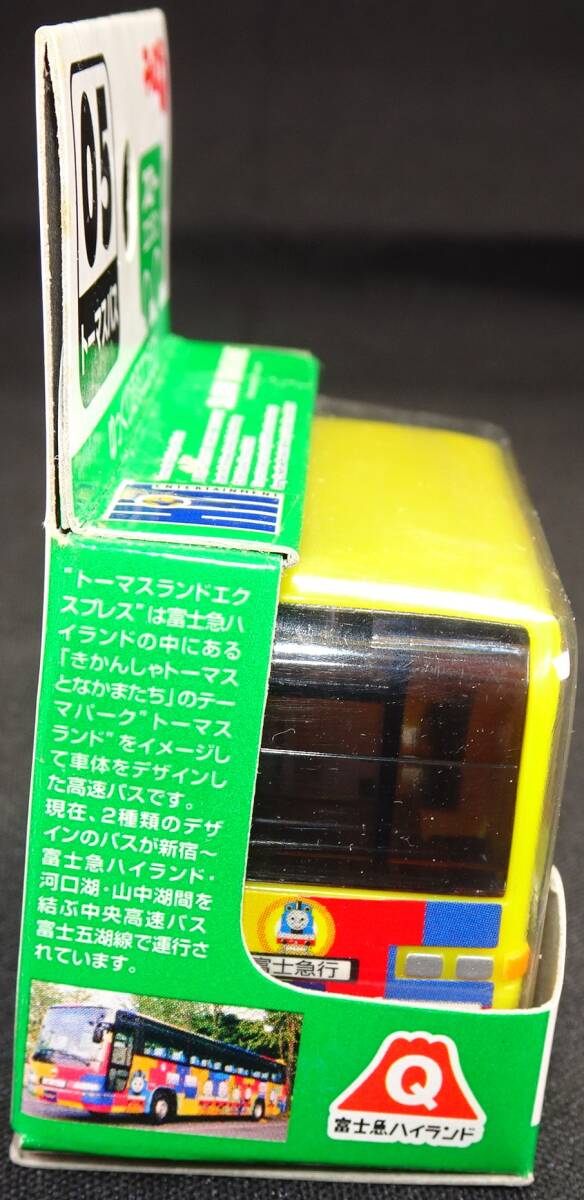 05
トーマスバス
ENTERTAINMENT
"トーマスランドエク
スプレス"は富士急ハ
イランドの中にある
「きかんしゃトーマス
となかまたち」のテー
マパーク"トーマス
ランド"をイメージし
て車体をデザインし
た高速バスです。
現在、2種類のデザ
インのバスが新宿～
富士急ハイランド・
河口湖・山中湖間を
結ぶ中央高速バス
富士五湖線で運行さ
れています。
富士急行
Q
富士急ハイランド